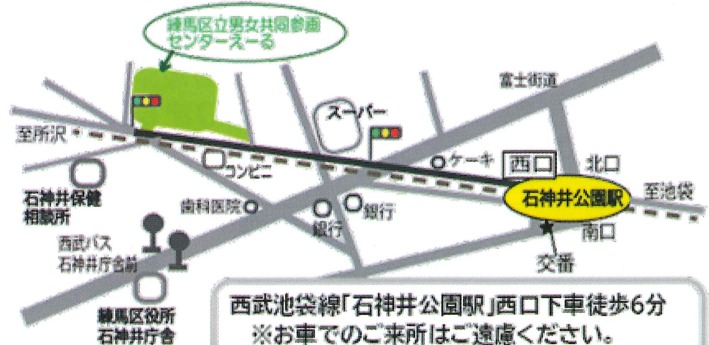 練馬区立男女共同参画
センターえーる
富士街道
スーパー
至所沢
コンビニ
ケーキ
西口
北口
石神井公園駅
至池袋
石神井保健
相談所
歯科医院
銀行
銀行
南口
交番
西武バス
石神井庁舎前
練馬区役所
石神井庁舎
西武池袋線「石神井公園駅」西口下車徒歩6分
※お車でのご来所はご遠慮ください。